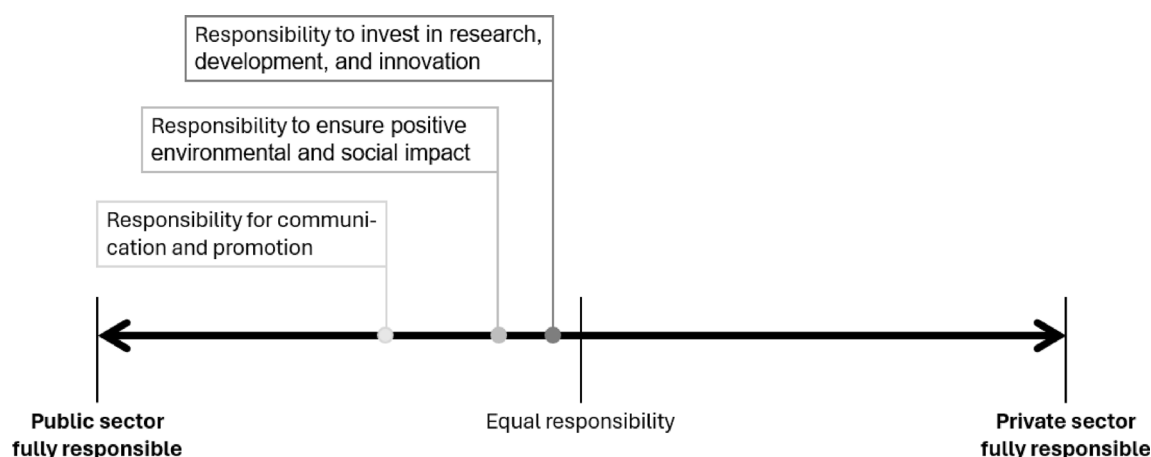 Responsibility to invest in research,
development, and innovation
Responsibility to ensure positive
environmental and social impact
Responsibility for communi-
cation and promotion
Public sector
fully responsible
Equal responsibility
Private sector
fully responsible